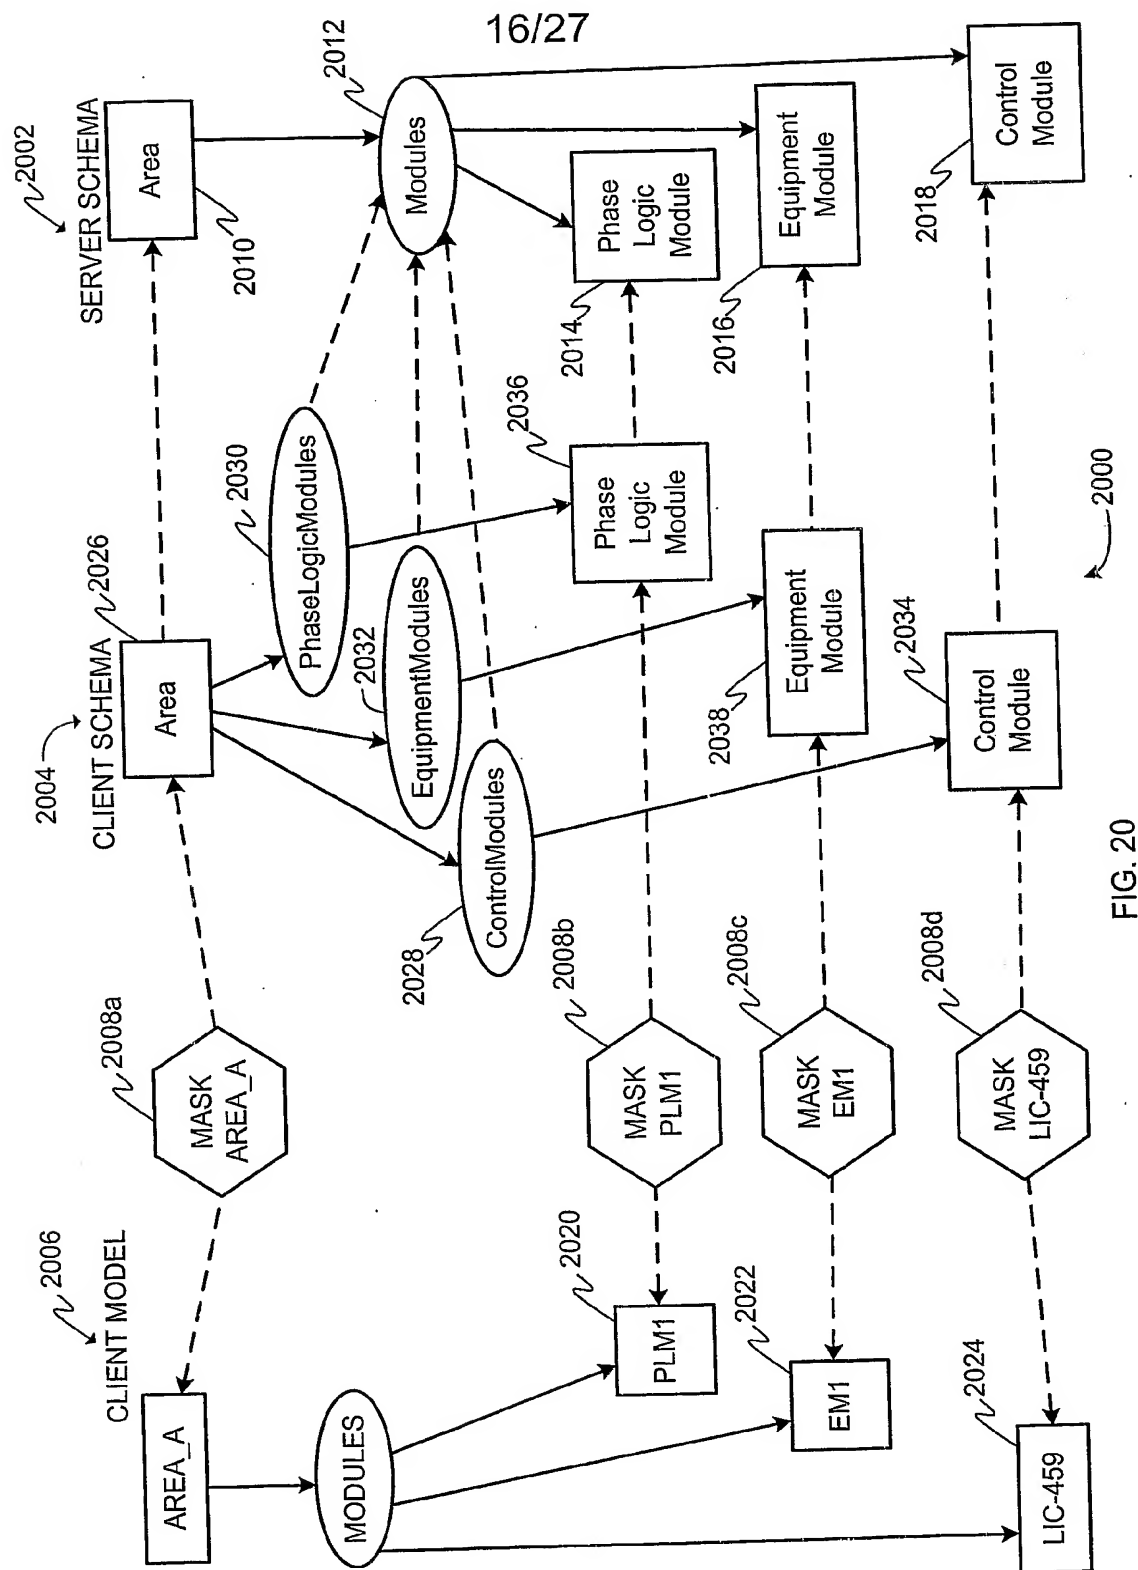 16/27
2006
CLIENT MODEL
AREA_A
MODULES
PLM1
2020
EM1
2022
LIC-459
2024
MASK
AREA_A
2008a
MASK
PLM1
2008b
MASK
EM1
2008c
MASK
LIC-459
2008d
2004
CLIENT SCHEMA
Area
2026
PhaseLogicModules
2030
EquipmentModules
2032
ControlModules
2028
Phase
Logic
Module
2036
Equipment
Module
2038
Control
Module
2034
2002
SERVER SCHEMA
Area
2010
Modules
2012
Phase
Logic
Module
2014
Equipment
Module
2016
Control
Module
2018
2000
FIG. 20